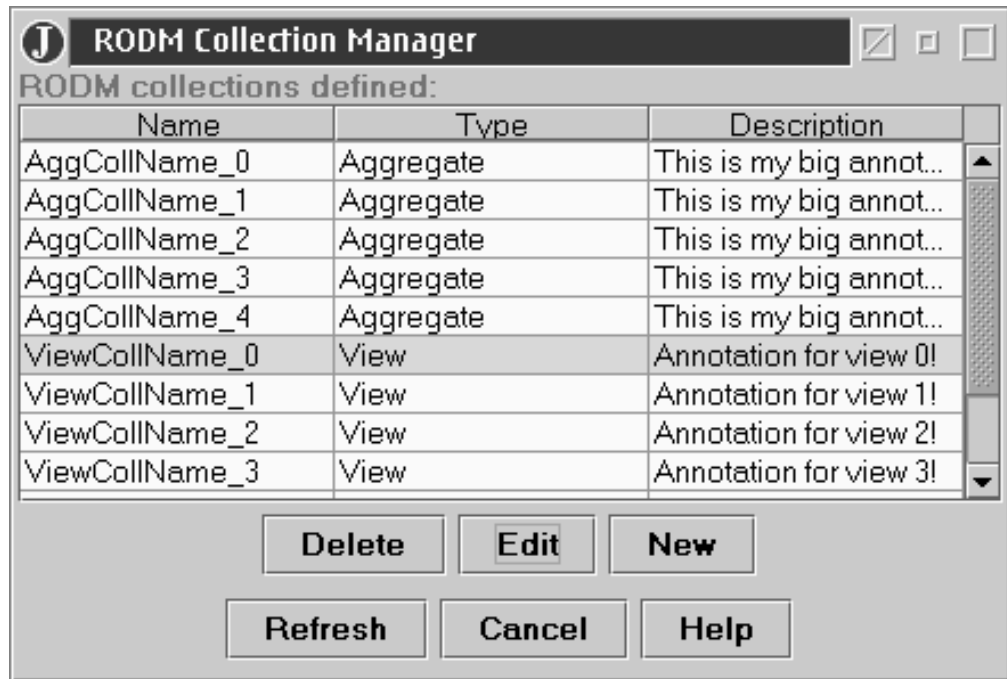 J RODM Collection Manager
RODM collections defined:
Name Type Description
AggCollName_0 Aggregate This is my big annot...
AggCollName_1 Aggregate This is my big annot...
AggCollName_2 Aggregate This is my big annot...
AggCollName_3 Aggregate This is my big annot...
AggCollName_4 Aggregate This is my big annot...
ViewCollName_0 View Annotation for view 0!
ViewCollName_1 View Annotation for view 1!
ViewCollName_2 View Annotation for view 2!
ViewCollName_3 View Annotation for view 3!
Delete Edit New
Refresh Cancel Help